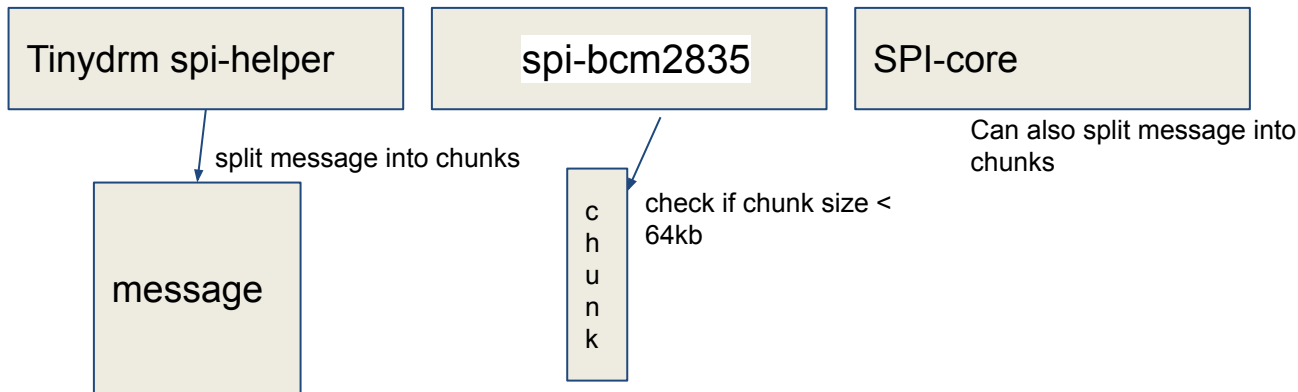 Tinydrm spi-helper
spi-bcm2835
SPI-core
split message into chunks
Can also split message into
chunks
message
c
h
u
n
k
check if chunk size <
64kb